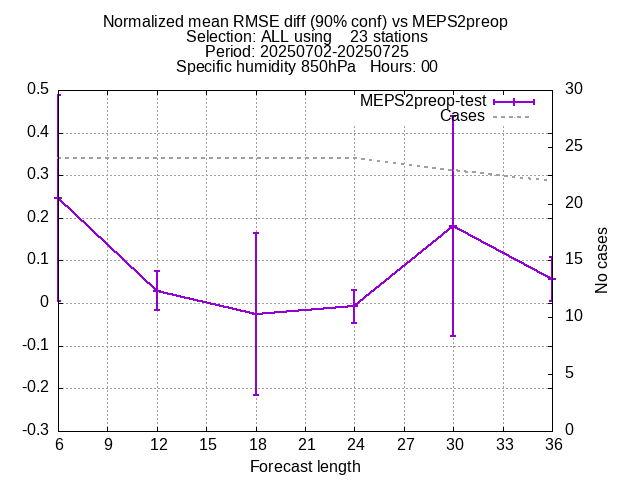 Normalized mean RMSE diff (90% conf) vs MEPS2preop
Selection: ALL using    23 stations
Period: 20250702-20250725
Specific humidity 850hPa   Hours: 00
MEPS2preop-test
Cases
0.5
0.4
0.3
0.2
0.1
0
-0.1
-0.2
-0.3
30
25
20
15
10
5
0
No cases
6 9 12 15 18 21 24 27 30 33 36
Forecast length